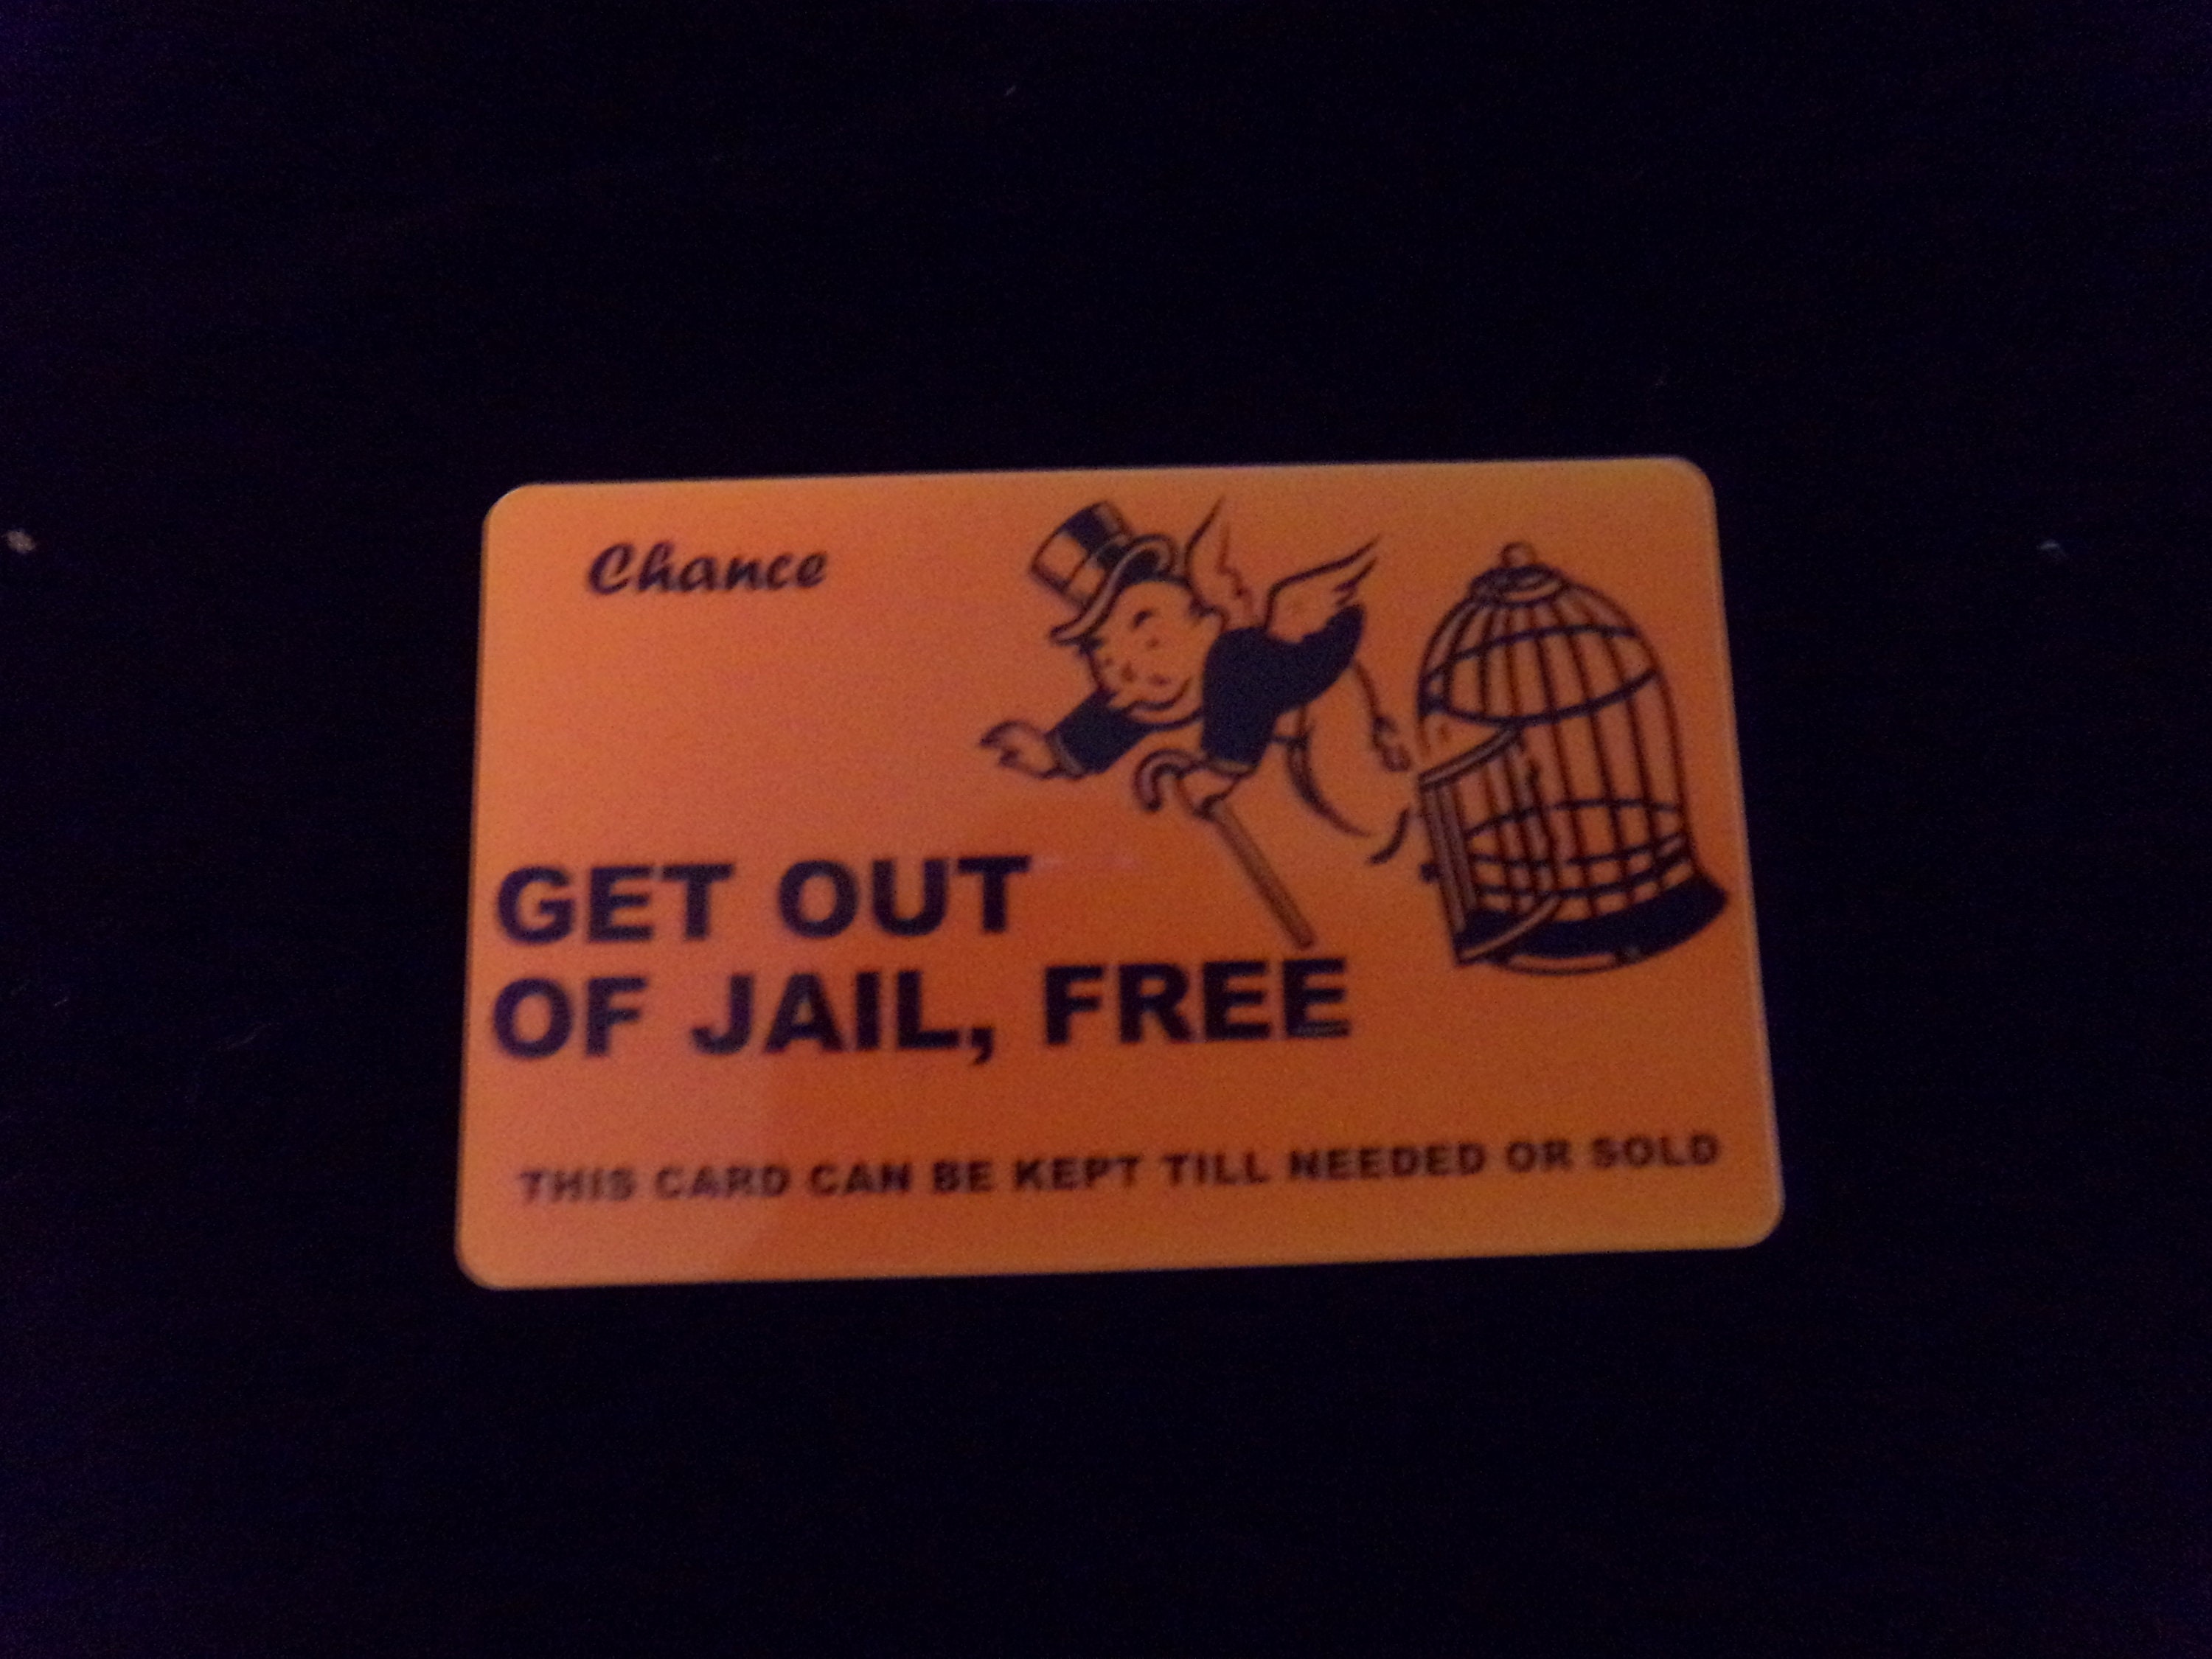 Chance
GET OUT
OF JAIL, FREE
THIS CARD CAN BE KEPT TILL NEEDED OR SOLD